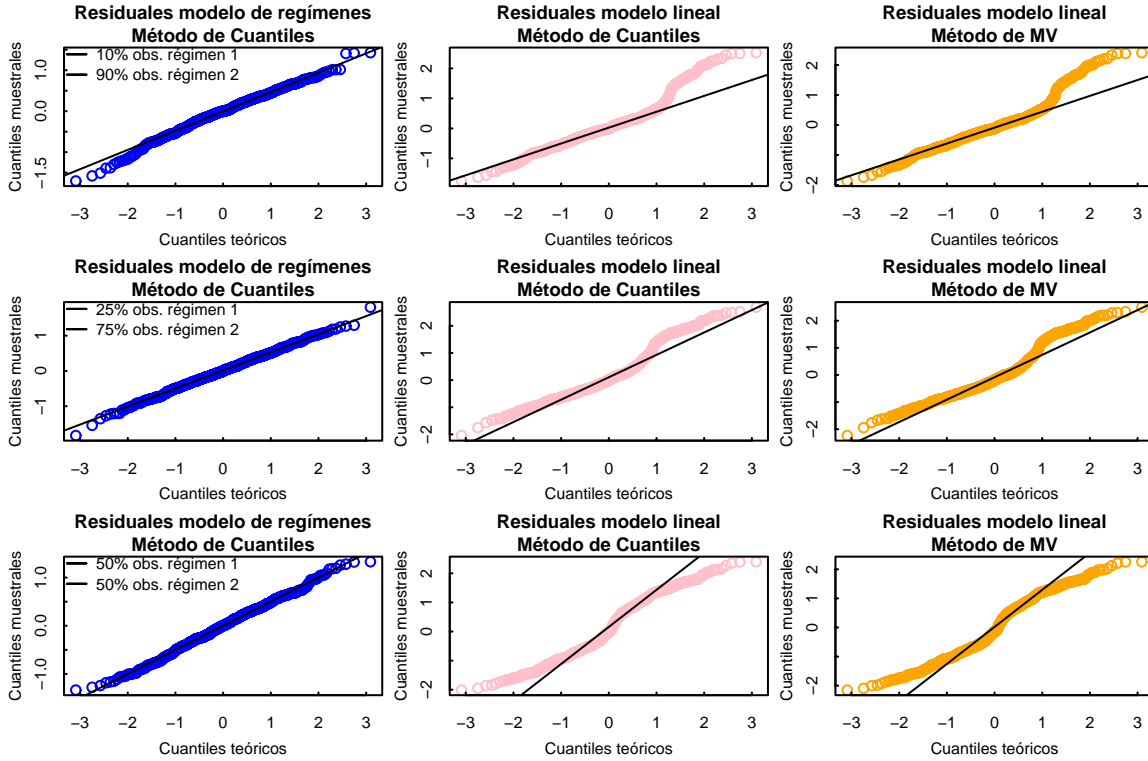 Residuales modelo de regímenes
Método de Cuantiles
10% obs. régimen 1
90% obs. régimen 2
Cuantiles muestrales
−1.5 0.0 1.0
−3 −2 −1 0 1 2 3
Cuantiles teóricos
Residuales modelo lineal
Método de Cuantiles
Cuantiles muestrales
−1 0 1 2
−3 −2 −1 0 1 2 3
Cuantiles teóricos
Residuales modelo lineal
Método de MV
Cuantiles muestrales
−2 0 1 2
−3 −2 −1 0 1 2 3
Cuantiles teóricos
Residuales modelo de regímenes
Método de Cuantiles
25% obs. régimen 1
75% obs. régimen 2
Cuantiles muestrales
−1 0 1
−3 −2 −1 0 1 2 3
Cuantiles teóricos
Residuales modelo lineal
Método de Cuantiles
Cuantiles muestrales
−2 0 1 2
−3 −2 −1 0 1 2 3
Cuantiles teóricos
Residuales modelo lineal
Método de MV
Cuantiles muestrales
−2 0 1 2
−3 −2 −1 0 1 2 3
Cuantiles teóricos
Residuales modelo de regímenes
Método de Cuantiles
50% obs. régimen 1
50% obs. régimen 2
Cuantiles muestrales
−1.0 0.0 1.0
−3 −2 −1 0 1 2 3
Cuantiles teóricos
Residuales modelo lineal
Método de Cuantiles
Cuantiles muestrales
−2 0 1 2
−3 −2 −1 0 1 2 3
Cuantiles teóricos
Residuales modelo lineal
Método de MV
Cuantiles muestrales
−2 0 1 2
−3 −2 −1 0 1 2 3
Cuantiles teóricos